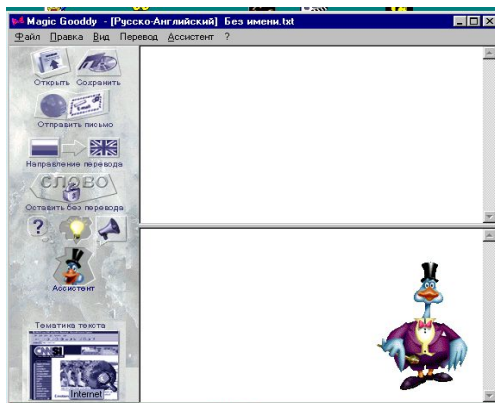 Magic Gooddy - [Русско-Английский] Без имени.txt
Файл Правка Вид Перевод Ассистент ?
Открыть Сохранить
Отправить письмо
Направление перевода
СЛОВО
Оставить без перевода
?
Ассистент
Тематика текста
Internet